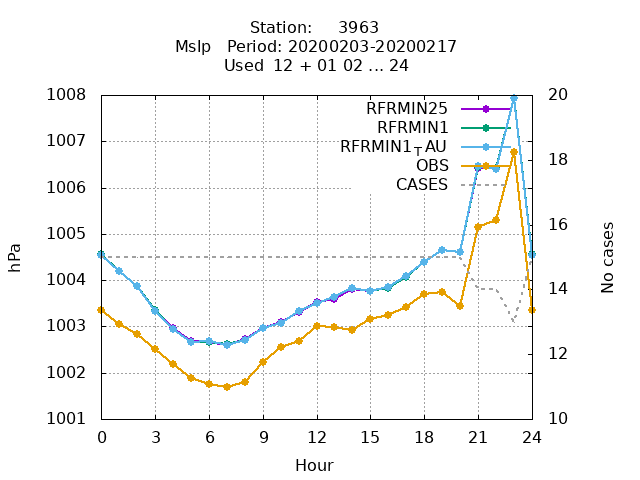 Station: 3963
Mslp Period: 20200203-20200217
Used 12 + 01 02 ... 24
RFRMIN25
RFRMIN1
RFRMIN1TAU
OBS
CASES
hPa
1008
1007
1006
1005
1004
1003
1002
1001
20
18
16
14
12
10
No cases
0 3 6 9 12 15 18 21 24
Hour